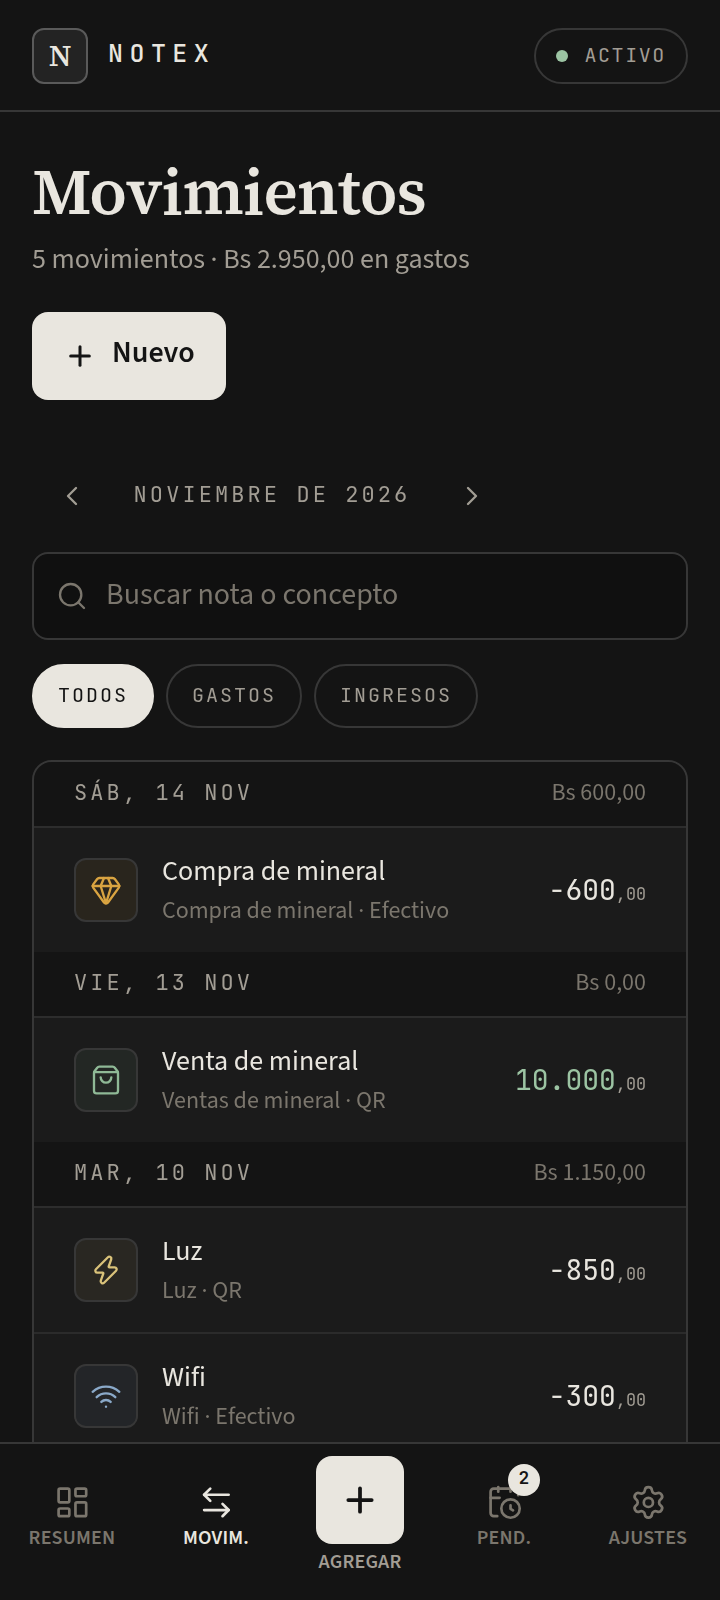 N NOTEX
ACTIVO
Movimientos
5 movimientos · Bs 2.950,00 en gastos
+ Nuevo
NOVIEMBRE DE 2026
Buscar nota o concepto
TODOS GASTOS INGRESOS
SÁB, 14 NOV Bs 600,00
Compra de mineral
Compra de mineral · Efectivo
-600,00
VIE, 13 NOV Bs 0,00
Venta de mineral
Ventas de mineral · QR
10.000,00
MAR, 10 NOV Bs 1.150,00
Luz
Luz · QR
-850,00
Wifi
Wifi · Efectivo
-300,00
2
RESUMEN MOVIM. AGREGAR PEND. AJUSTES